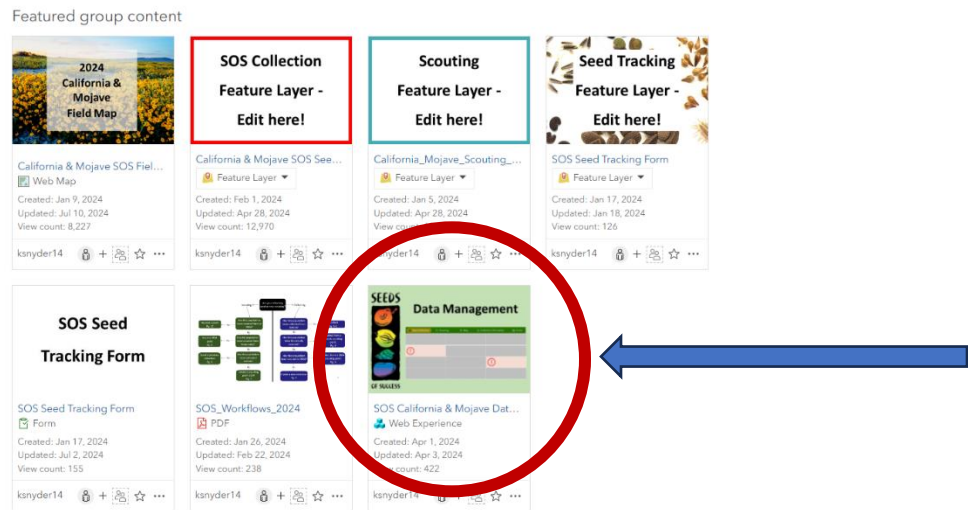 Featured group content
2024
California &
Mojave
Field Map
California & Mojave SOS Fiel...
Web Map
Created: Jan 9, 2024
Updated: Jul 10, 2024
View count: 8,227
ksnyder14
SOS Collection
Feature Layer -
Edit here!
California & Mojave SOS See...
Feature Layer
Created: Feb 1, 2024
Updated: Apr 28, 2024
View count: 12,970
ksnyder14
Scouting
Feature Layer -
Edit here!
California_Mojave_Scouting_...
Feature Layer
Created: Jan 5, 2024
Updated: Apr 28, 2024
View count:
Seed Tracking
Feature Layer -
Edit here!
SOS Seed Tracking Form
Feature Layer
Created: Jan 17, 2024
Updated: Jan 18, 2024
View count: 126
ksnyder14
SOS Seed
Tracking Form
SOS Seed Tracking Form
Form
Created: Jan 17, 2024
Updated: Jul 2, 2024
View count: 155
ksnyder14
SOS_Workflows_2024
PDF
Created: Jan 26, 2024
Updated: Feb 22, 2024
View count: 238
ksnyder14
SEEDS
OF SUCCESS
Data Management
SOS California & Mojave Dat...
Web Experience
Created: Apr 1, 2024
Updated: Apr 3, 2024
View count: 422
ksnyder14